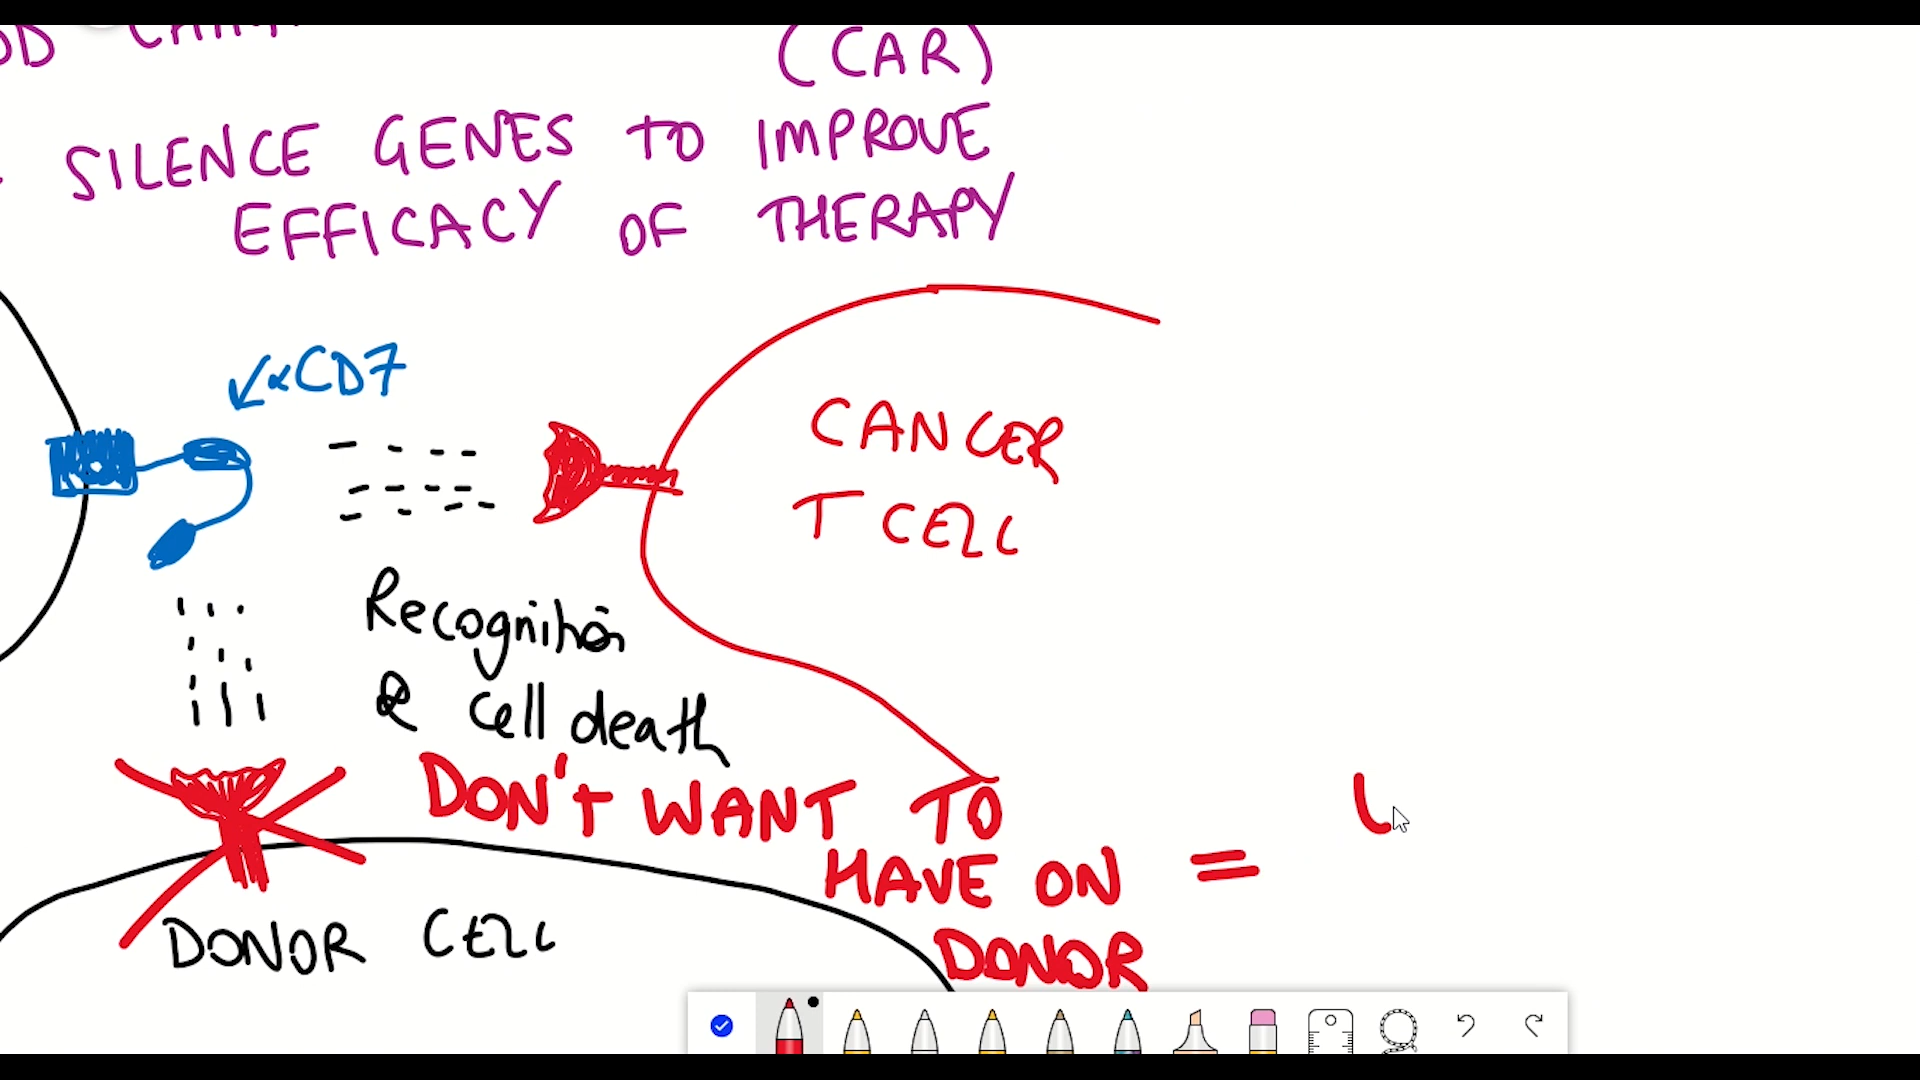 (CAR)
SILENCE GENES TO IMPROVE
EFFICACY OF THERAPY
αCD7
CANCER
T CELL
Recognition
& Cell death
DON'T WANT TO
HAVE ON =
DONOR
DONOR CELL